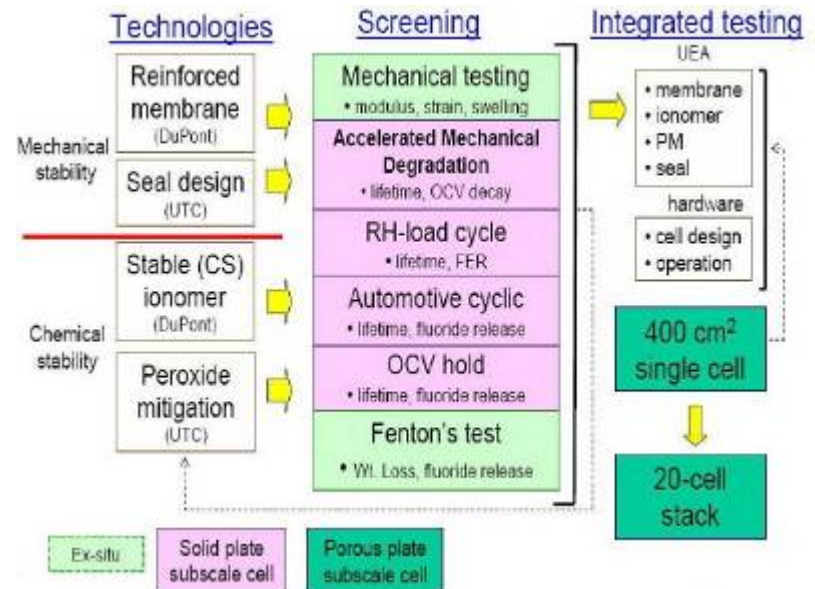 Technologies
Screening
Integrated testing
Mechanical
stability
Chemical
stability
Reinforced
membrane
(DuPont)
Seal design
(UTC)
Stable (CS)
ionomer
(DuPont)
Peroxide
mitigation
(UTC)
Mechanical testing
• modulus, strain, swelling
Accelerated Mechanical
Degradation
• lifetime, OCV decay
RH-load cycle
• lifetime, FER
Automotive cyclic
• lifetime, fluoride release
OCV hold
• lifetime, fluoride release
Fenton's test
• Wt. Loss, fluoride release
UEA
• membrane
• ionomer
• PM
• seal
hardware
• cell design
• operation
400 cm²
single cell
20-cell
stack
Ex-situ
Solid plate
subscale cell
Porous plate
subscale cell